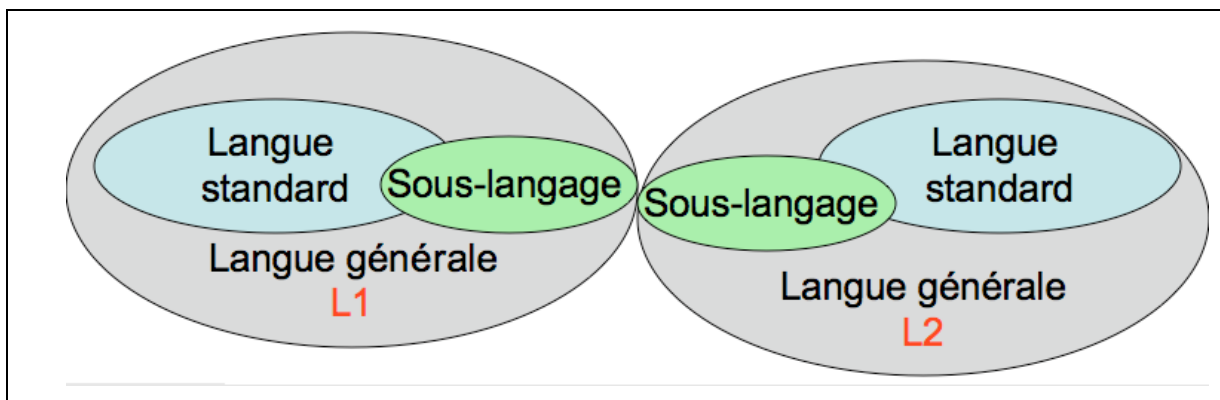 Langue
standard
Sous-langage
Langue générale
L1
Langue
standard
Sous-langage
Langue générale
L2